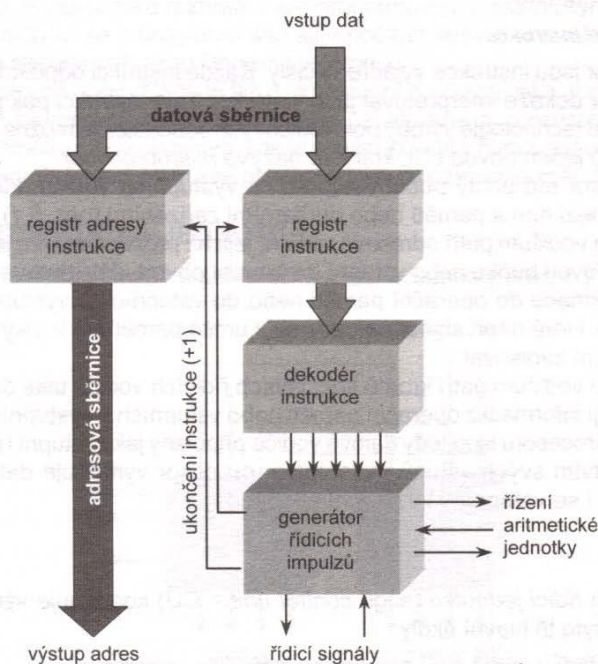 vstup dat
datová sběrnice
registr adresy
instrukce
registr
instrukce
ukončení instrukce (+1)
dekodér
instrukce
adresová sběrnice
generátor
řídicích
impulzů
řízení
aritmetické
jednotky
výstup adres
řídicí signály